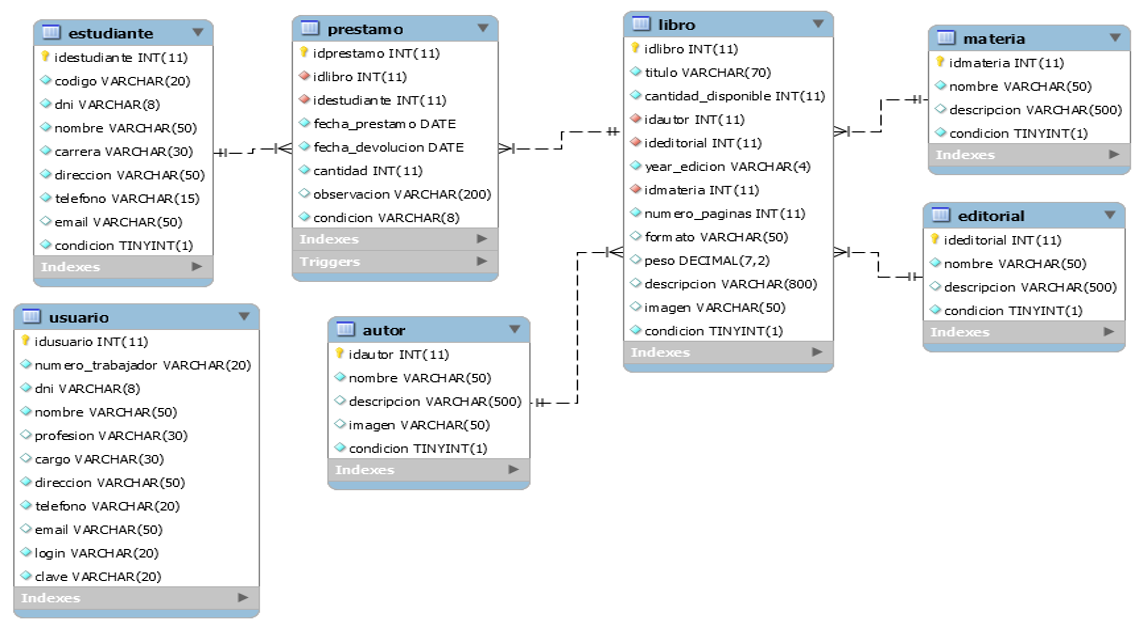 estudiante
idestudiante INT(11)
codigo VARCHAR(20)
dni VARCHAR(8)
nombre VARCHAR(50)
carrera VARCHAR(30)
direccion VARCHAR(50)
telefono VARCHAR(15)
email VARCHAR(50)
condicion TINYINT(1)
Indexes
prestamo
idprestamo INT(11)
idlibro INT(11)
idestudiante INT(11)
fecha_prestamo DATE
fecha_devolucion DATE
cantidad INT(11)
observacion VARCHAR(200)
condicion VARCHAR(8)
Indexes
Triggers
libro
idlibro INT(11)
titulo VARCHAR(70)
cantidad_disponible INT(11)
idautor INT(11)
ideditorial INT(11)
year_edicion VARCHAR(4)
idmateria INT(11)
numero_paginas INT(11)
formato VARCHAR(50)
peso DECIMAL(7,2)
descripcion VARCHAR(800)
imagen VARCHAR(50)
condicion TINYINT(1)
Indexes
materia
idmateria INT(11)
nombre VARCHAR(50)
descripcion VARCHAR(500)
condicion TINYINT(1)
Indexes
editorial
ideditorial INT(11)
nombre VARCHAR(50)
descripcion VARCHAR(500)
condicion TINYINT(1)
Indexes
usuario
idusuario INT(11)
numero_trabajador VARCHAR(20)
dni VARCHAR(8)
nombre VARCHAR(50)
profesion VARCHAR(30)
cargo VARCHAR(30)
direccion VARCHAR(50)
telefono VARCHAR(20)
email VARCHAR(50)
login VARCHAR(20)
clave VARCHAR(20)
Indexes
autor
idautor INT(11)
nombre VARCHAR(50)
descripcion VARCHAR(500)
imagen VARCHAR(50)
condicion TINYINT(1)
Indexes